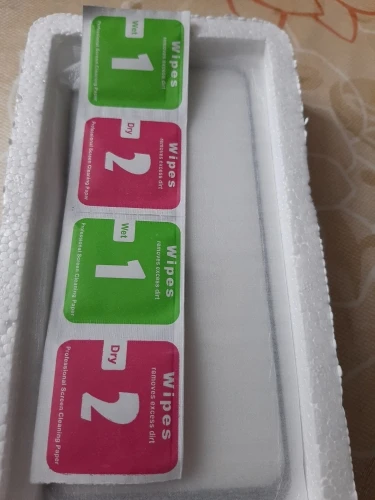 Wipes
removes excess dirt
Wet
1
Professional Screen Cleaning Paper
Wipes
removes excess dirt
Dry
2
Professional Screen Cleaning Paper
Wipes
removes excess dirt
Wet
1
Professional Screen Cleaning Paper
Wipes
removes excess dirt
Dry
2
Professional Screen Cleaning Paper